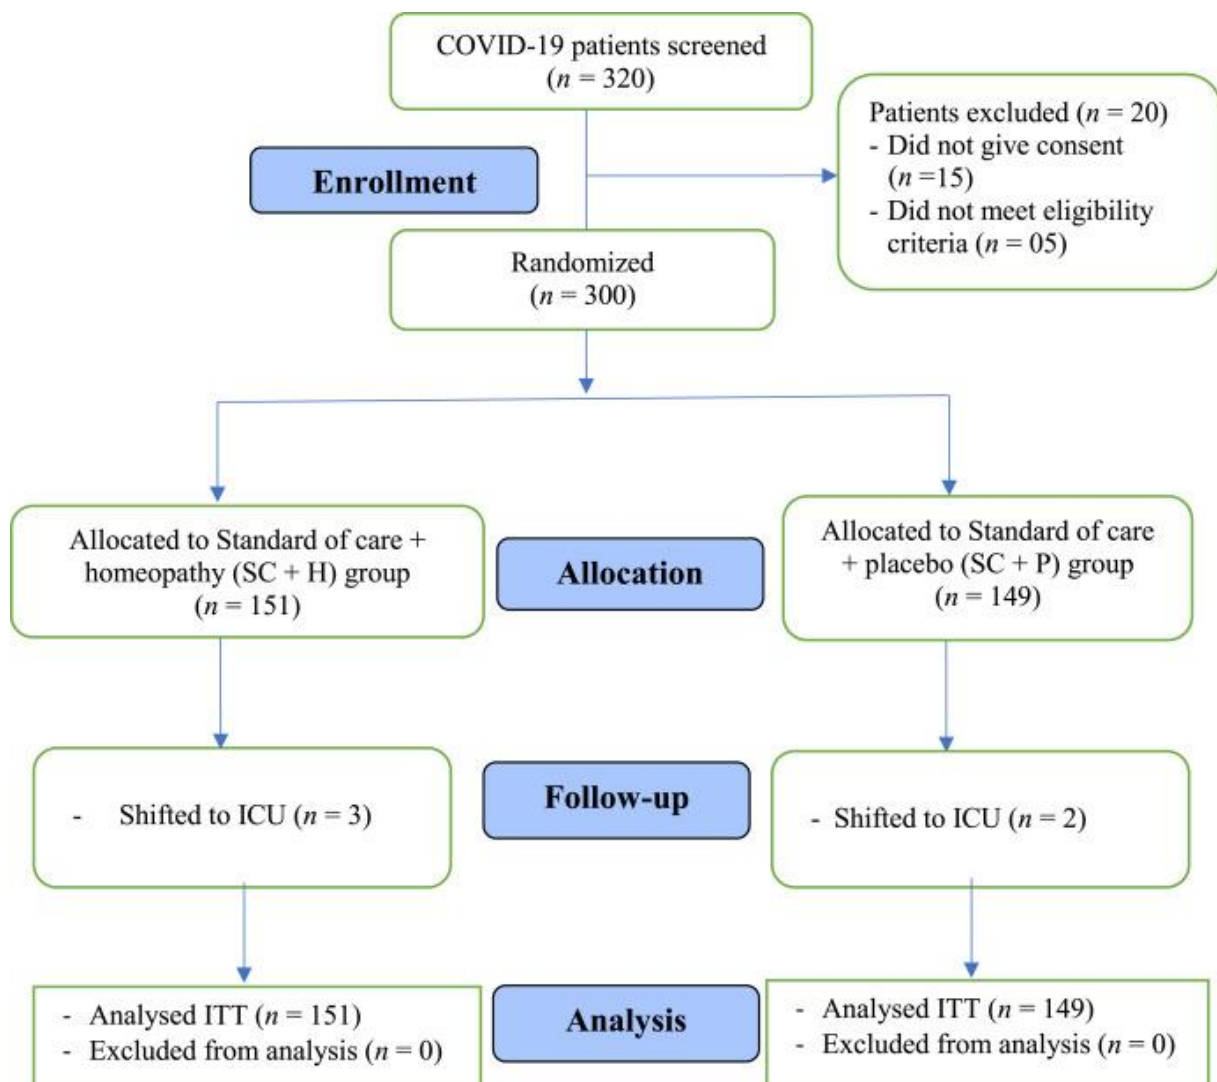 COVID-19 patients screened
(n = 320)
Patients excluded (n = 20)
- Did not give consent
(n =15)
- Did not meet eligibility
criteria (n = 05)
Enrollment
Randomized
(n = 300)
Allocated to Standard of care +
homeopathy (SC + H) group
(n = 151)
Allocation
Allocated to Standard of care
+ placebo (SC + P) group
(n = 149)
- Shifted to ICU (n = 3)
Follow-up
- Shifted to ICU (n = 2)
- Analysed ITT (n = 151)
- Excluded from analysis (n = 0)
Analysis
- Analysed ITT (n = 149)
- Excluded from analysis (n = 0)